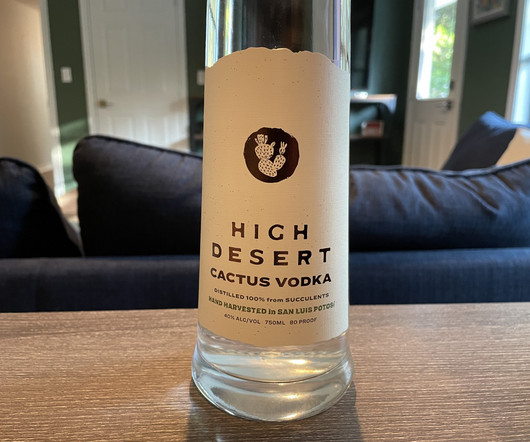 HIGH
DESERT
CACTUS VODKA
DISTILLED 100% from SUCCULENTS
HAND HARVESTED in SAN LUIS POTOSÍ
40% ALC/VOL 750ML 80 PROOF